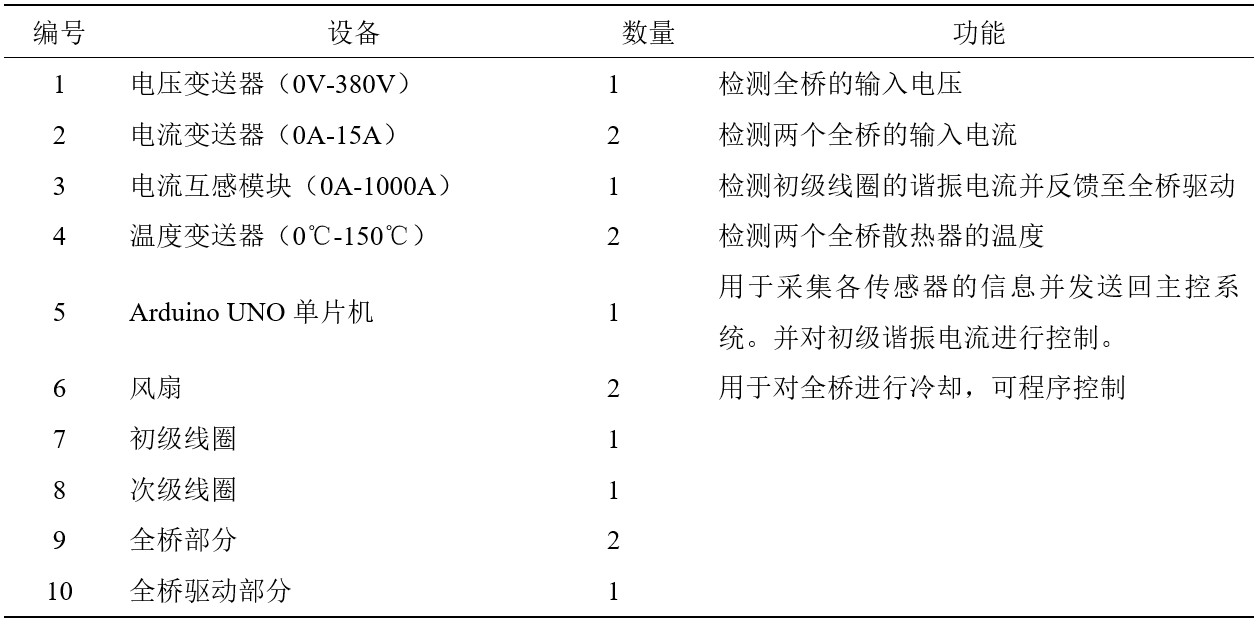 编号 设备 数量 功能
1 电压变送器（0V-380V） 1 检测全桥的输入电压
2 电流变送器（0A-15A） 2 检测两个全桥的输入电流
3 电流互感模块（0A-1000A） 1 检测初级线圈的谐振电流并反馈至全桥驱动
4 温度变送器（0℃-150℃） 2 检测两个全桥散热器的温度
5 Arduino UNO 单片机 1 用于采集各传感器的信息并发送回主控系
统。并对初级谐振电流进行控制。
6 风扇 2 用于对全桥进行冷却，可程序控制
7 初级线圈 1
8 次级线圈 1
9 全桥部分 2
10 全桥驱动部分 1